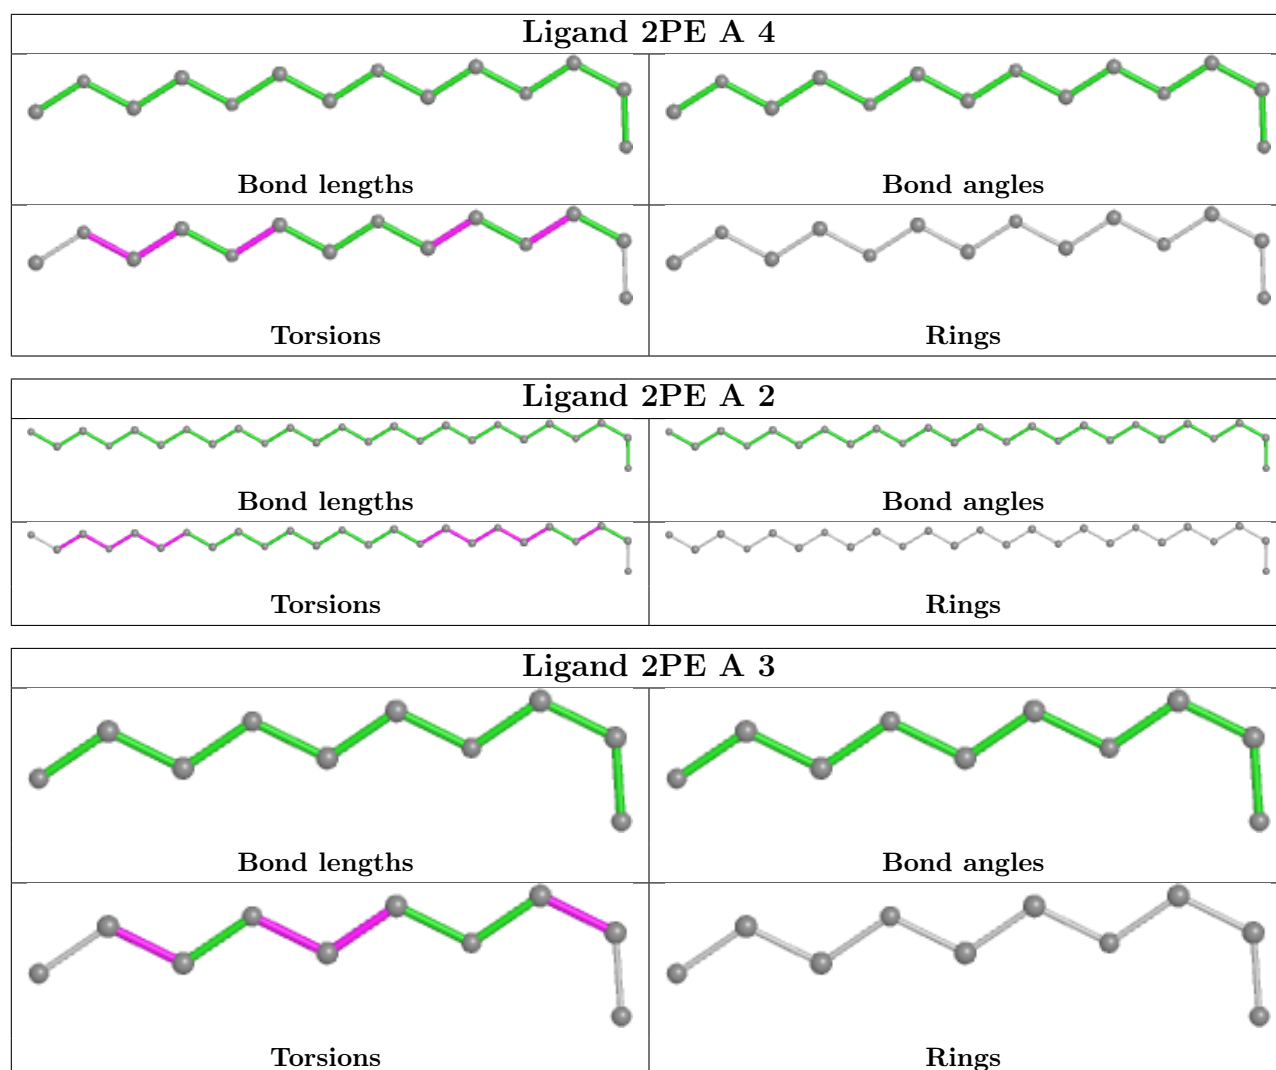 Ligand 2PE A 4
Bond lengths
Bond angles
Torsions
Rings
Ligand 2PE A 2
Bond lengths
Bond angles
Torsions
Rings
Ligand 2PE A 3
Bond lengths
Bond angles
Torsions
Rings